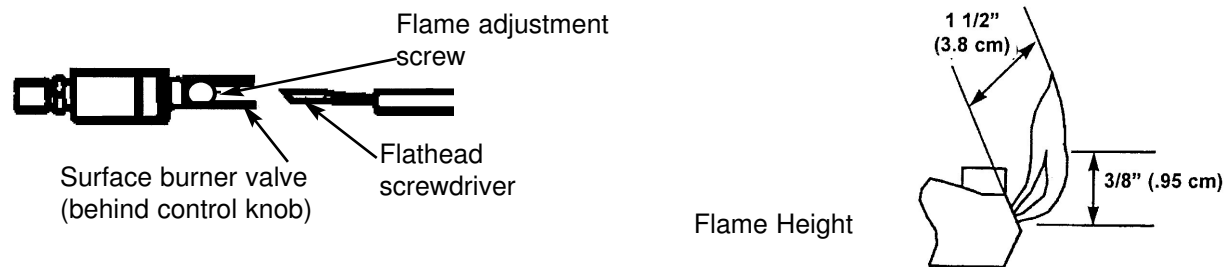 Flame adjustment
screw
Flathead
screwdriver
Surface burner valve
(behind control knob)
1 1/2”
(3.8 cm)
3/8” (.95 cm)
Flame Height